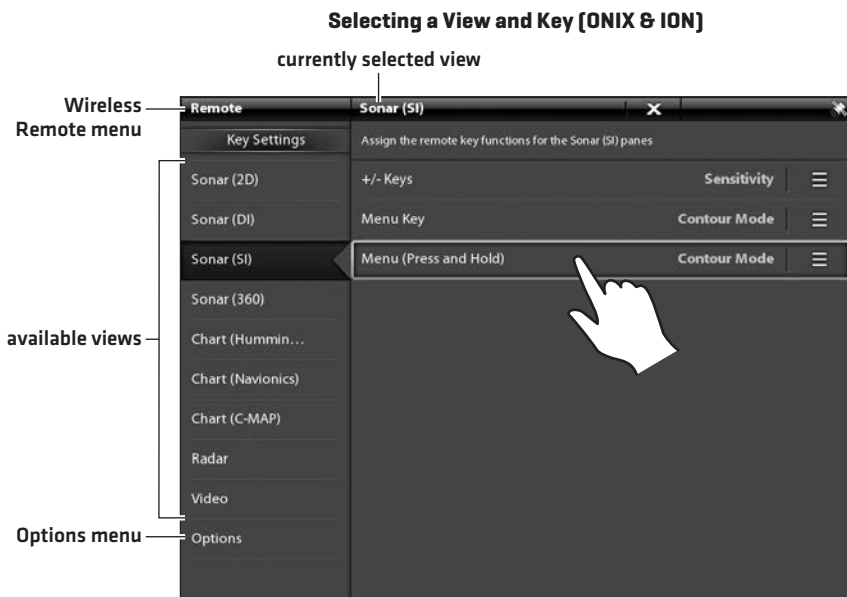 Selecting a View and Key (ONIX & ION)
currently selected view
Wireless
Remote menu
Remote
Sonar (SI)
Key Settings
Assign the remote key functions for the Sonar (SI) panes
Sonar (2D)
+/- Keys
Sensitivity
Sonar (DI)
Menu Key
Contour Mode
Sonar (SI)
Menu (Press and Hold)
Contour Mode
Sonar (360)
available views
Chart (Hummin...
Chart (Navionics)
Chart (C-MAP)
Radar
Video
Options menu
Options